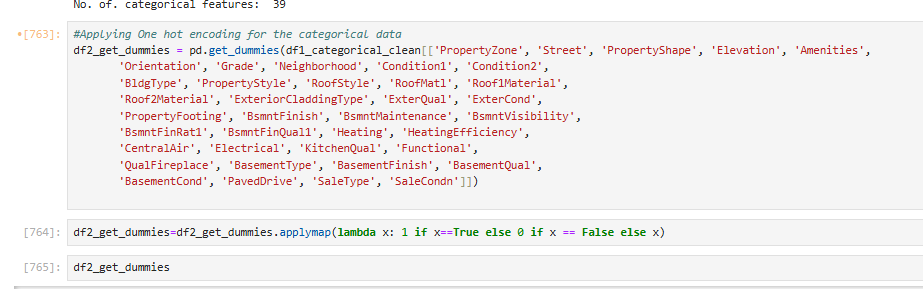 No. of. categorical features:  39
[763]: #Applying One hot encoding for the categorical data
df2_get_dummies = pd.get_dummies(df1_categorical_clean[['PropertyZone', 'Street', 'PropertyShape', 'Elevation', 'Amenities',
'Orientation', 'Grade', 'Neighborhood', 'Condition1', 'Condition2',
'BldgType', 'PropertyStyle', 'RoofStyle', 'RoofMatl', 'Roof1Material',
'Roof2Material', 'ExteriorCladdingType', 'ExterQual', 'ExterCond',
'PropertyFooting', 'BsmntFinish', 'BsmntMaintenance', 'BsmntVisibility',
'BsmntFinRat1', 'BsmntFinQual1', 'Heating', 'HeatingEfficiency',
'CentralAir', 'Electrical', 'KitchenQual', 'Functional',
'QualFireplace', 'BasementType', 'BasementFinish', 'BasementQual',
'BasementCond', 'PavedDrive', 'SaleType', 'SaleCondn']])
[764]: df2_get_dummies=df2_get_dummies.applymap(lambda x: 1 if x==True else 0 if x == False else x)
[765]: df2_get_dummies